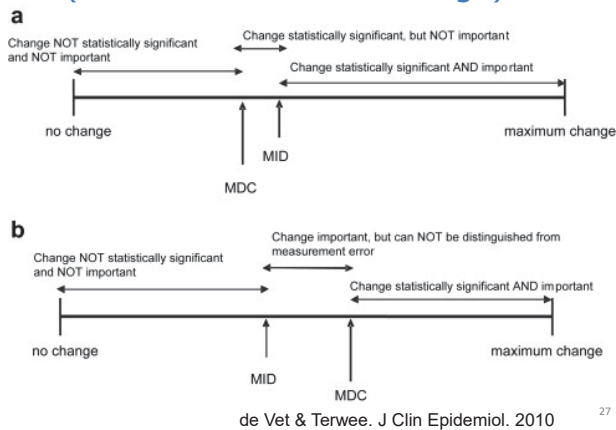 a
Change NOT statistically significant
and NOT important
Change statistically significant, but NOT important
Change statistically significant AND important
no change
maximum change
MID
MDC
b
Change important, but can NOT be distinguished from
measurement error
Change NOT statistically significant
and NOT important
Change statistically significant AND important
no change
maximum change
MID
MDC
de Vet & Terwee. J Clin Epidemiol. 2010
27